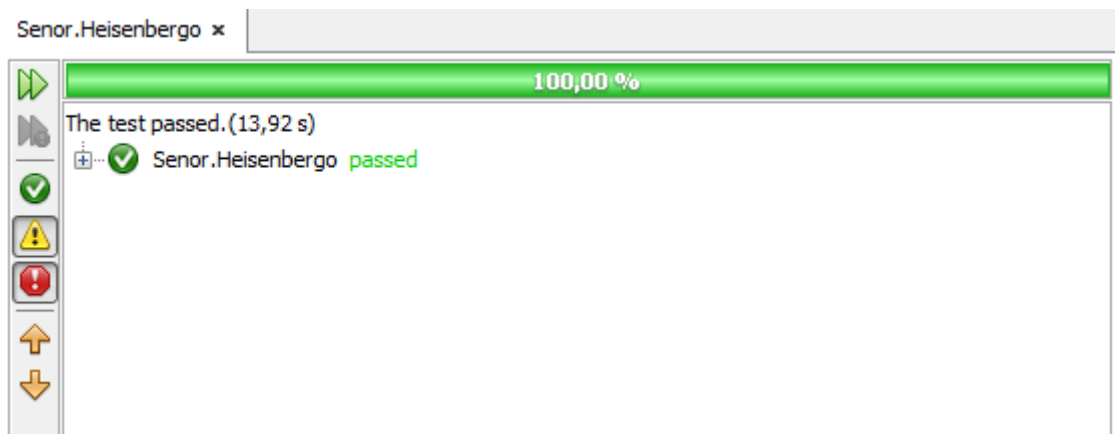 Senor.Heisenbergo ×
100,00 %
The test passed.(13,92 s)
Senor.Heisenbergo passed